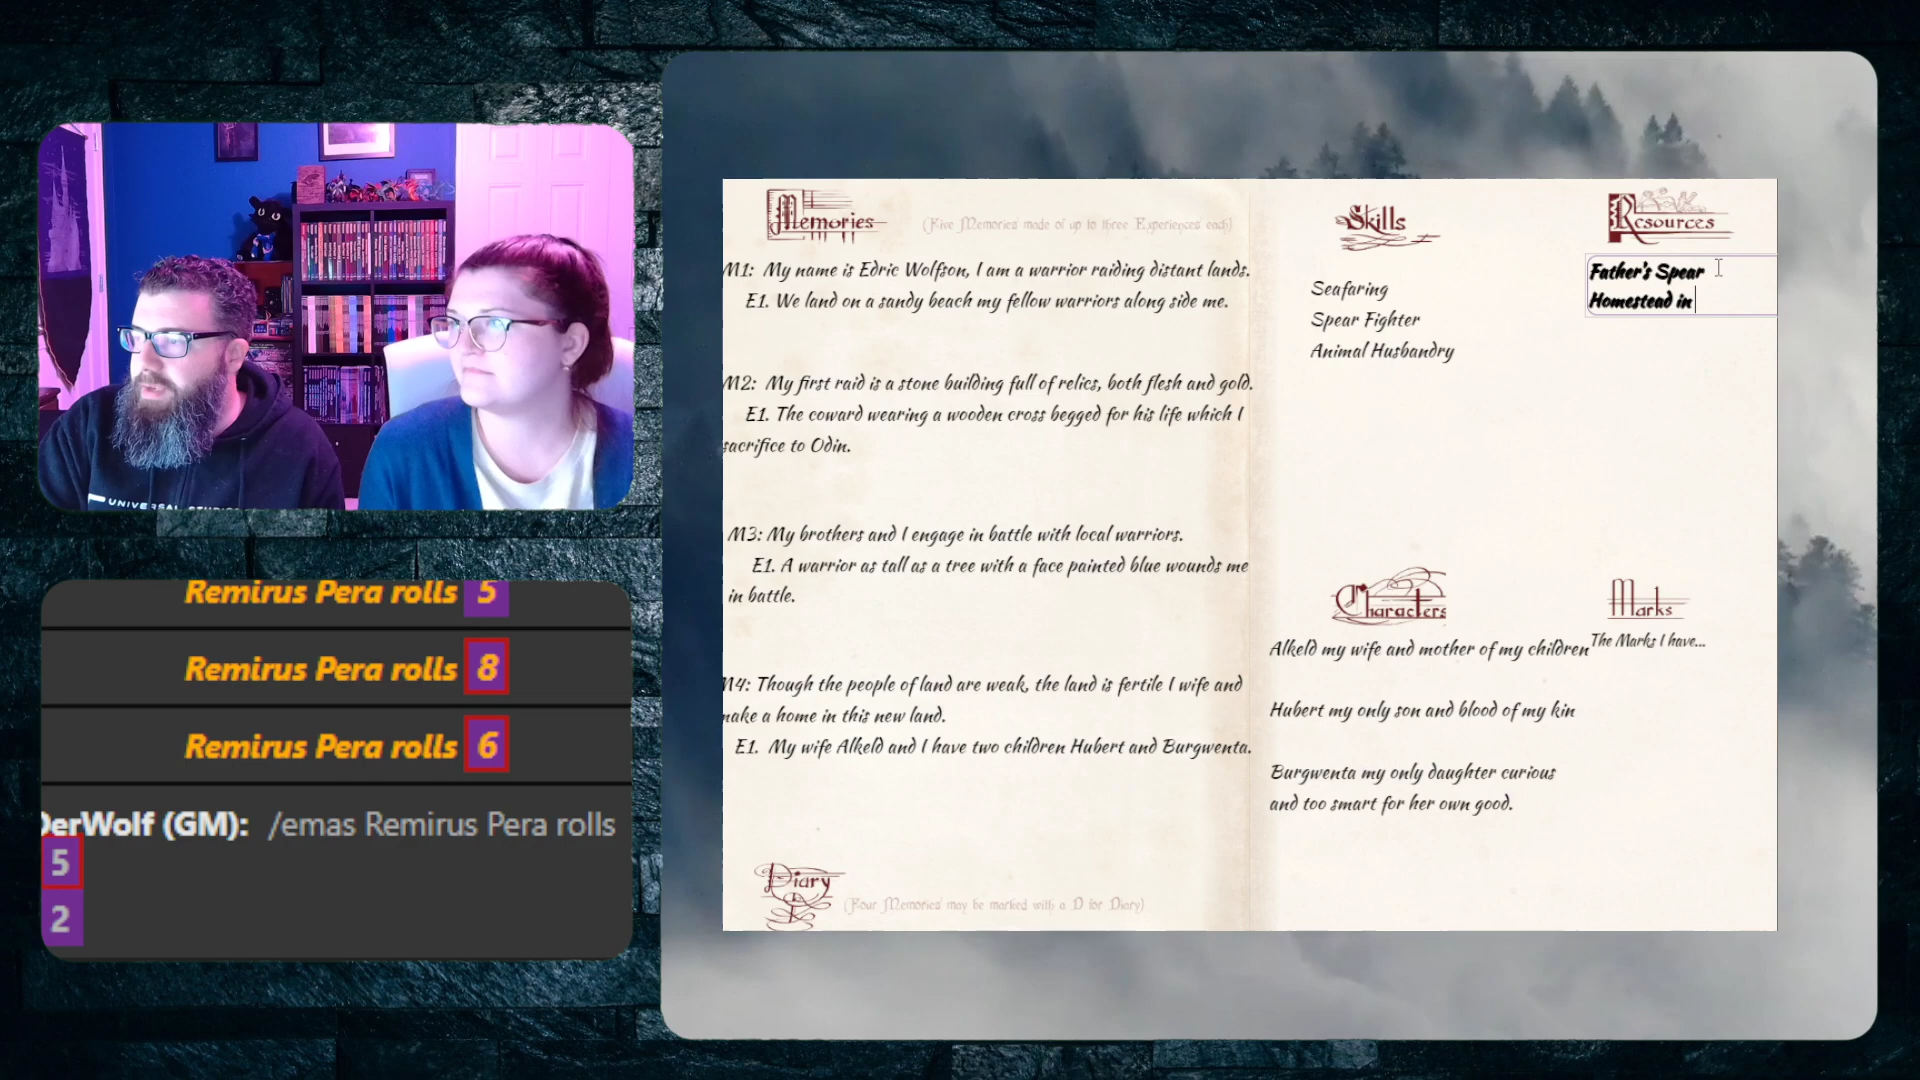 UNIVERSAL STUDIOS
Remirus Pera rolls 5
Remirus Pera rolls 8
Remirus Pera rolls 6
DerWolf (GM): /emas Remirus Pera rolls
5
2
Memories
(Five Memories made of up to three Experiences each)
M1: My name is Edric Wolfson, I am a warrior raiding distant lands.
E1. We land on a sandy beach my fellow warriors along side me.
M2: My first raid is a stone building full of relics, both flesh and gold.
E1. The coward wearing a wooden cross begged for his life which I
sacrifice to Odin.
M3: My brothers and I engage in battle with local warriors.
E1. A warrior as tall as a tree with a face painted blue wounds me
in battle.
M4: Though the people of land are weak, the land is fertile I wife and
make a home in this new land.
E1. My wife Alkeld and I have two children Hubert and Burgwenta.
Diary
(Four Memories may be marked with a D for Diary)
Skills
Seafaring
Spear Fighter
Animal Husbandry
Resources
Father's Spear
Homestead in
Characters
Alkeld my wife and mother of my children
Hubert my only son and blood of my kin
Burgwenta my only daughter curious
and too smart for her own good.
Marks
The Marks I have...